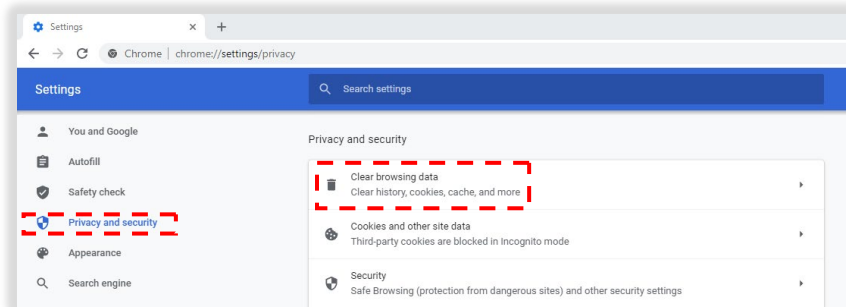 Settings
Chrome | chrome://settings/privacy
Settings
Search settings
You and Google
Autofill
Safety check
Privacy and security
Appearance
Search engine
Privacy and security
Clear browsing data
Clear history, cookies, cache, and more
Cookies and other site data
Third-party cookies are blocked in Incognito mode
Security
Safe Browsing (protection from dangerous sites) and other security settings